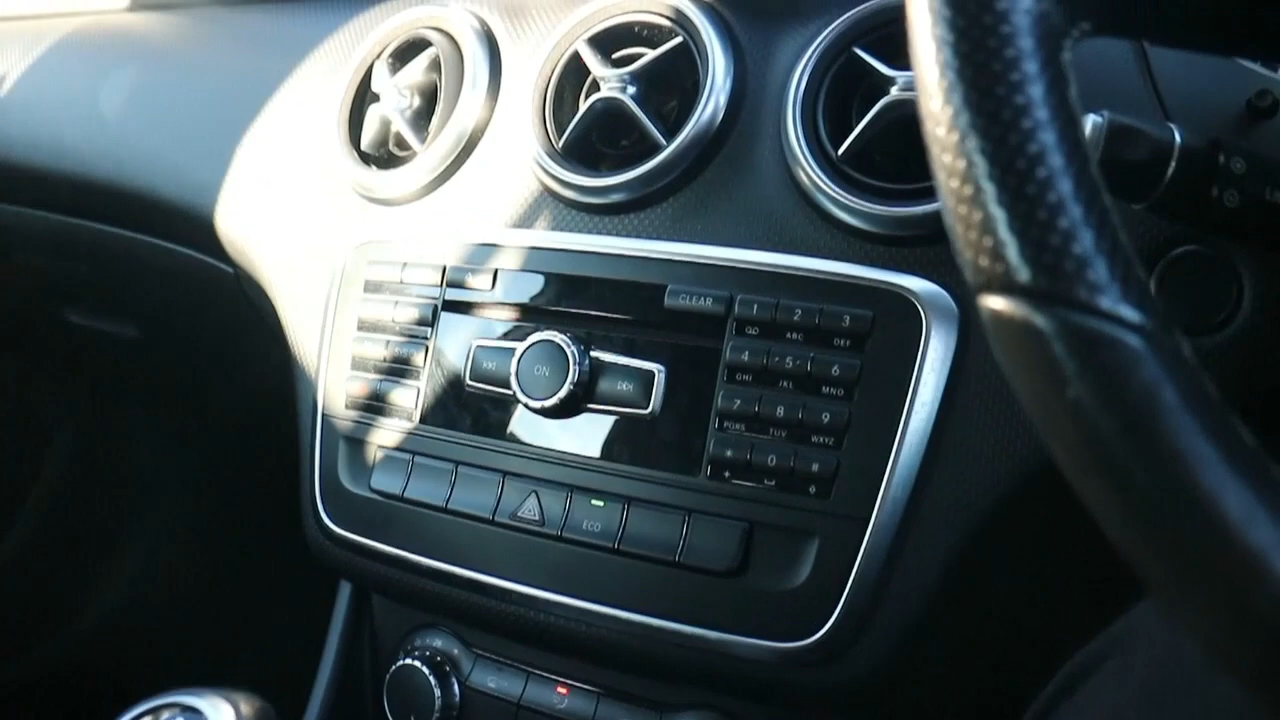 CLEAR
1 2 3
ABC DEF
4 5 6
GHI JKL MNO
ON
7 8 9
PQRS TUV WXYZ
* 0 #
+
ECO